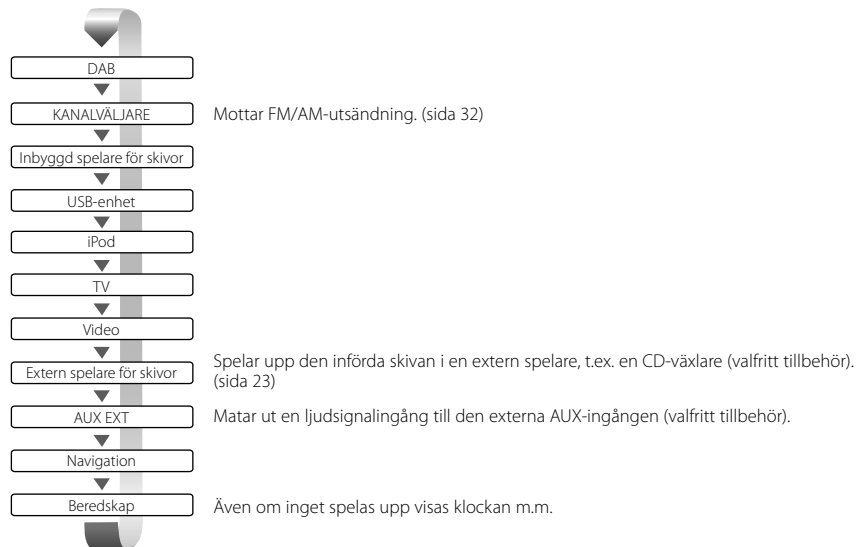 DAB
KANALVÄLJARE Mottar FM/AM-utsändning. (sida 32)
Inbyggd spelare för skivor
USB-enhet
iPod
TV
Video
Extern spelare för skivor Spelar upp den införda skivan i en extern spelare, t.ex. en CD-växlare (valfritt tillbehör).
(sida 23)
AUX EXT Matar ut en ljudsignalingång till den externa AUX-ingången (valfritt tillbehör).
Navigation
Beredskap Även om inget spelas upp visas klockan m.m.